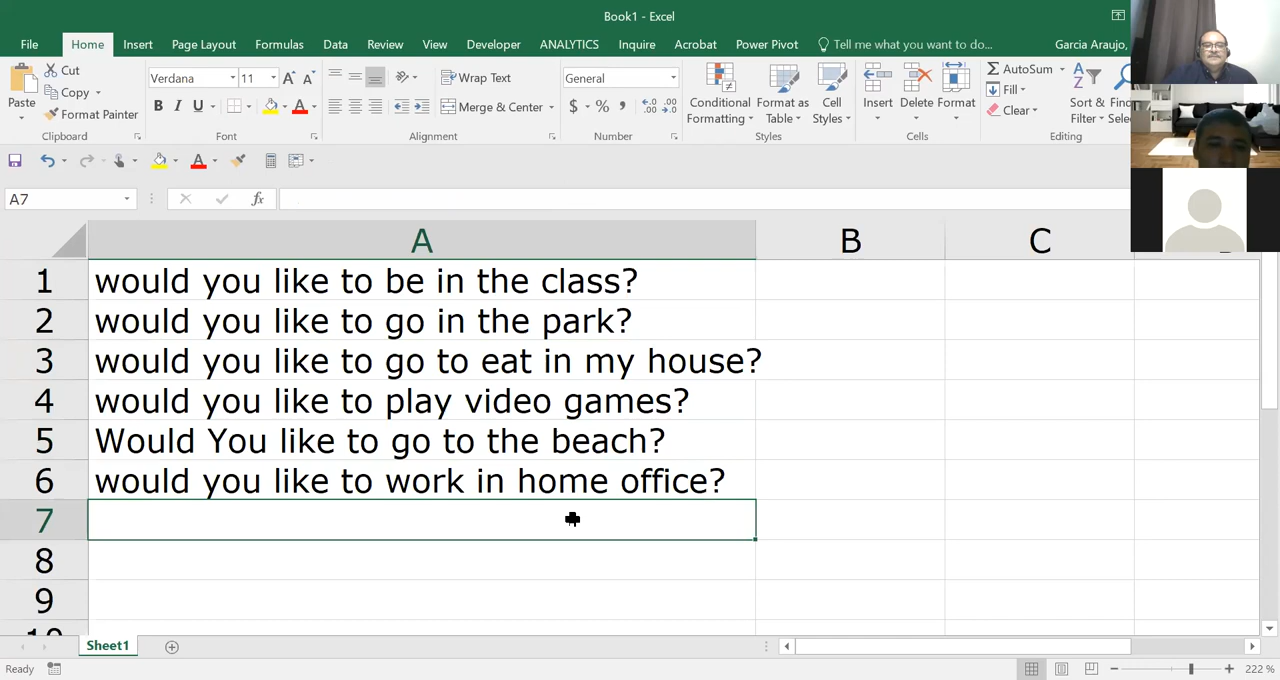 Book1 - Excel
File Home Insert Page Layout Formulas Data Review View Developer ANALYTICS Inquire Acrobat Power Pivot Tell me what you want to do... Garcia Araujo,
Paste Cut Copy Format Painter Clipboard
Verdana 11 A A B I U A Font
Wrap Text Merge & Center Alignment
General $ % , Number
Conditional Formatting Format as Table Cell Styles Styles
Insert Delete Format Cells
AutoSum Fill Clear Sort & Filter Editing
A7 fx
A B C
1 would you like to be in the class?
2 would you like to go in the park?
3 would you like to go to eat in my house?
4 would you like to play video games?
5 Would You like to go to the beach?
6 would you like to work in home office?
7
8
9
10
Sheet1
Ready 222 %